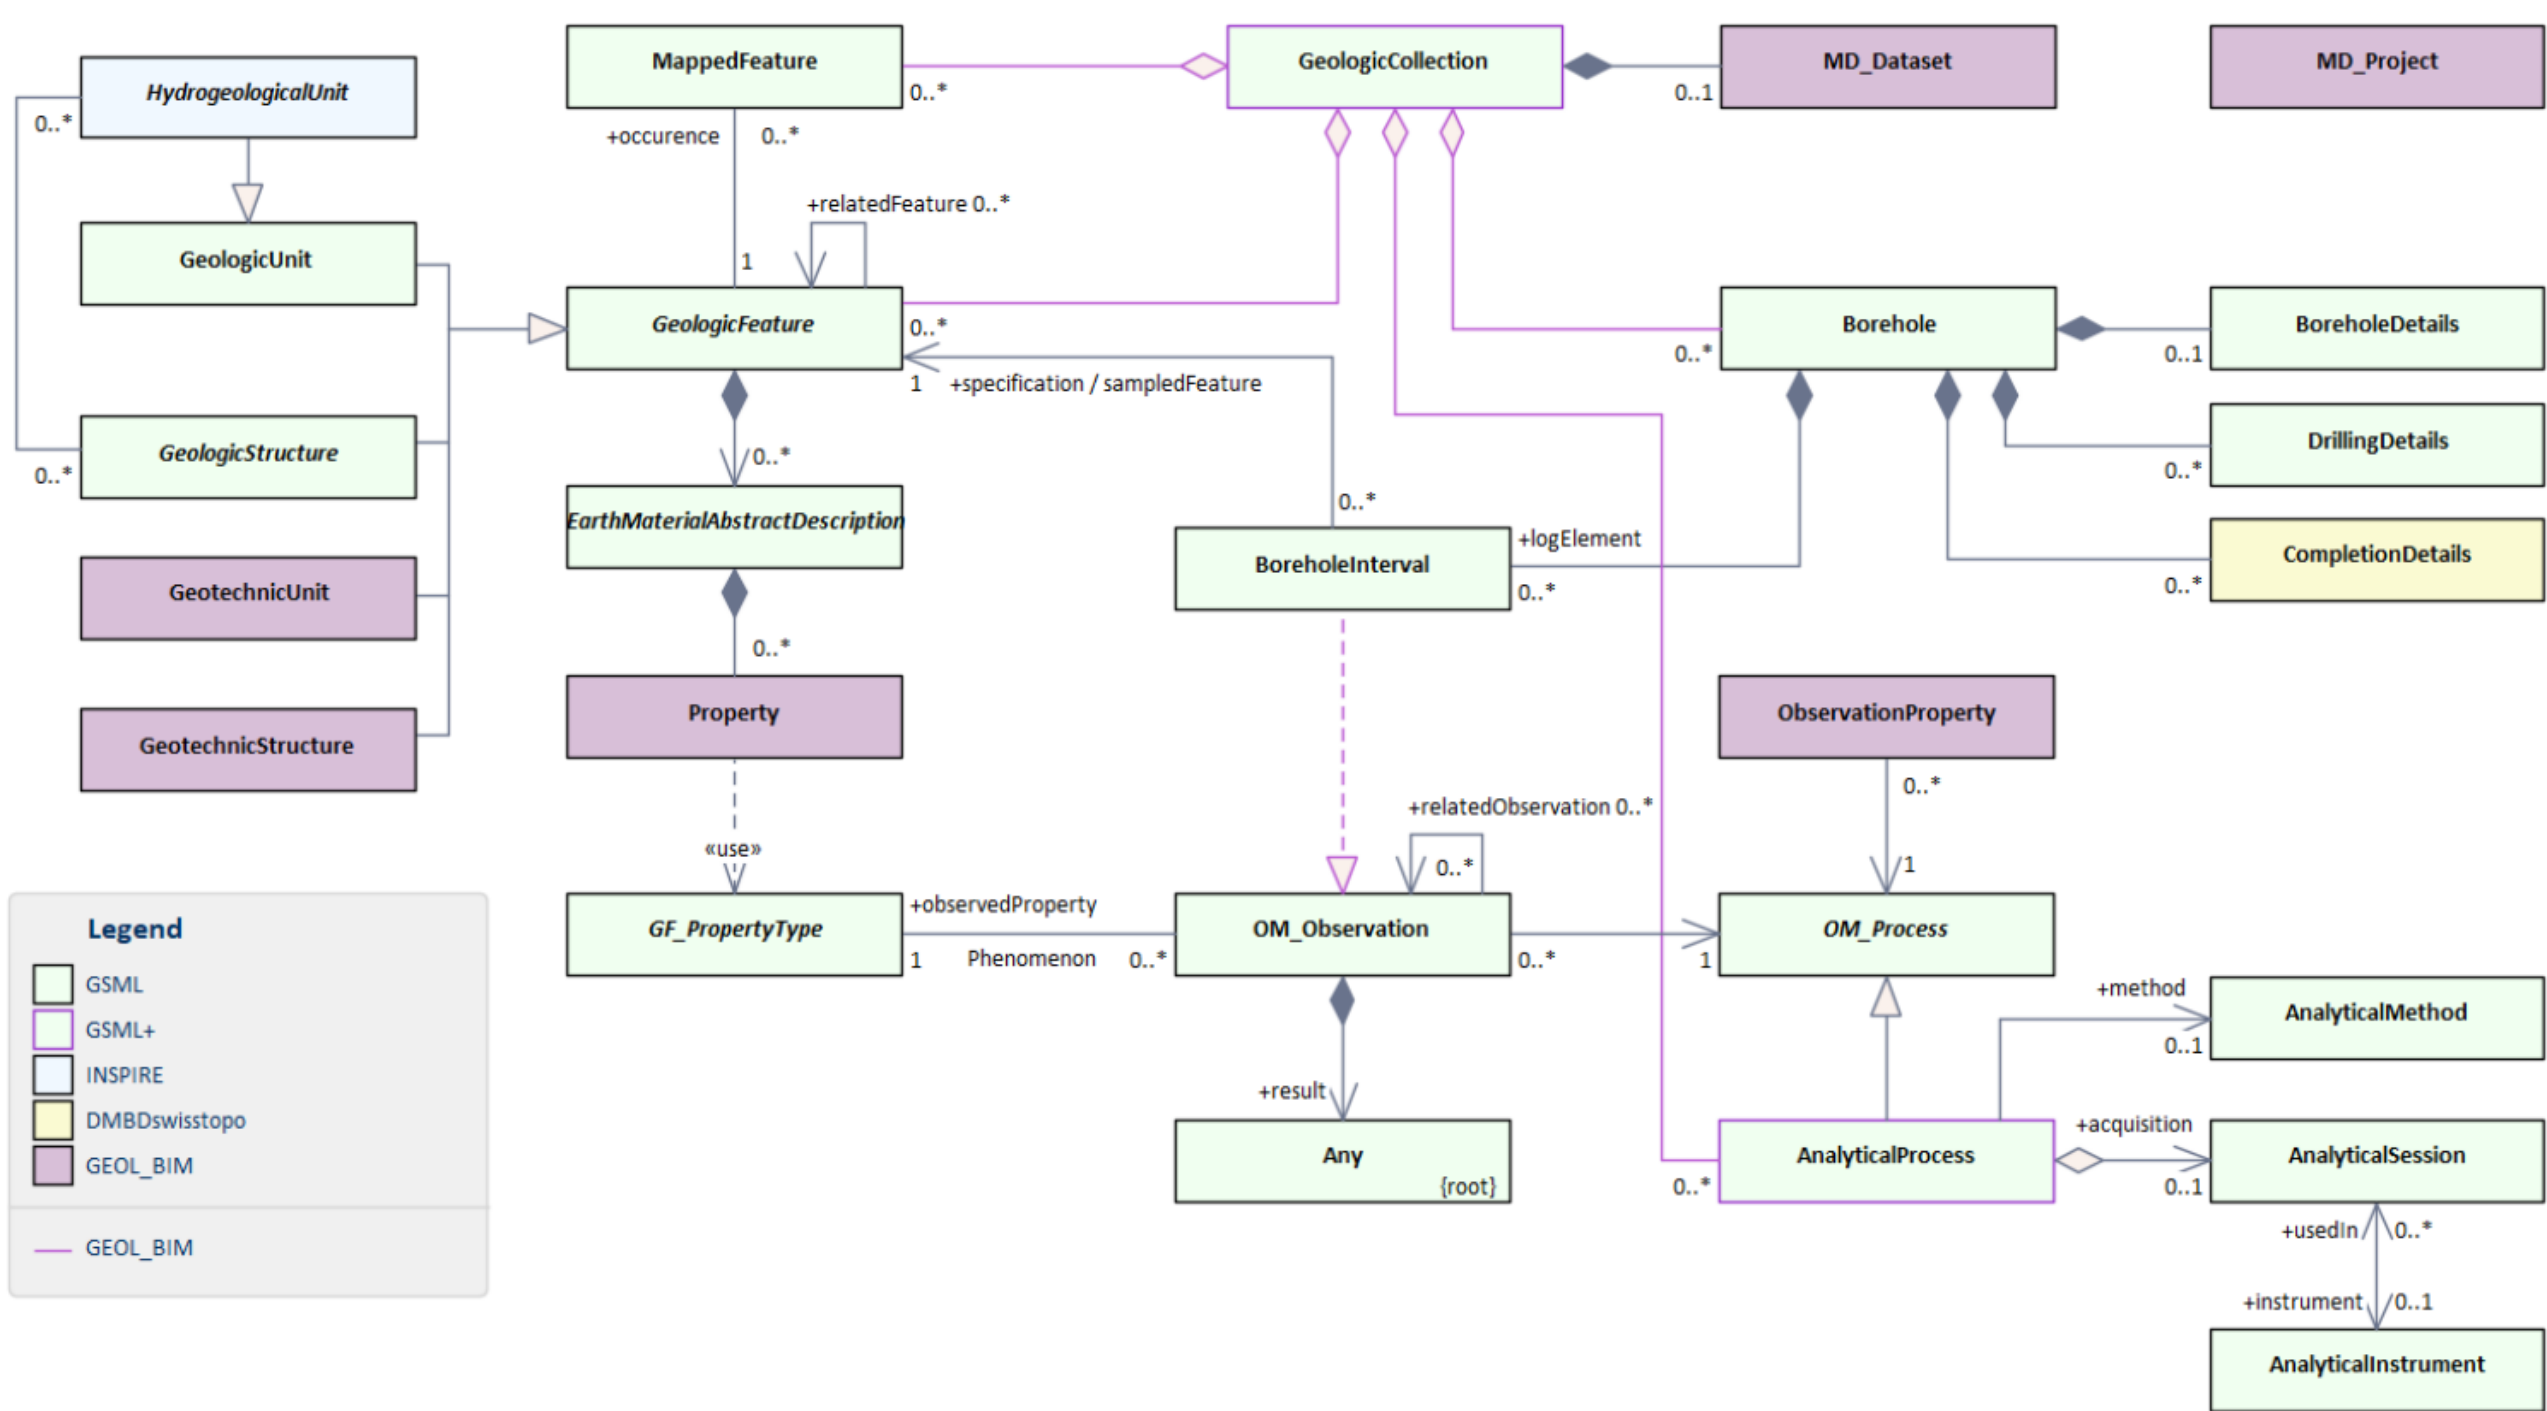 MappedFeature
GeologicCollection
MD_Dataset
MD_Project
HydrogeologicalUnit
0..*
0..*
0..1
0..*
+occurence
0..*
+relatedFeature 0..*
GeologicUnit
1
GeologicFeature
0..*
Borehole
0..*
BoreholeDetails
0..1
1
+specification / sampledFeature
GeologicStructure
0..*
0..*
DrillingDetails
0..*
EarthMaterialAbstractDescription
0..*
BoreholeInterval
+logElement
0..*
CompletionDetails
0..*
GeotechnicUnit
0..*
Property
ObservationProperty
GeotechnicStructure
0..*
+relatedObservation 0..*
«use»
0..*
1
GF_PropertyType
+observedProperty
1
Phenomenon
0..*
OM_Observation
0..*
1
OM_Process
+method
0..1
AnalyticalMethod
+result
Any
{root}
AnalyticalProcess
0..*
+acquisition
0..1
AnalyticalSession
+usedIn
0..*
+instrument
0..1
AnalyticalInstrument
Legend
GSML
GSML+
INSPIRE
DMBDswisstopo
GEOL_BIM
GEOL_BIM